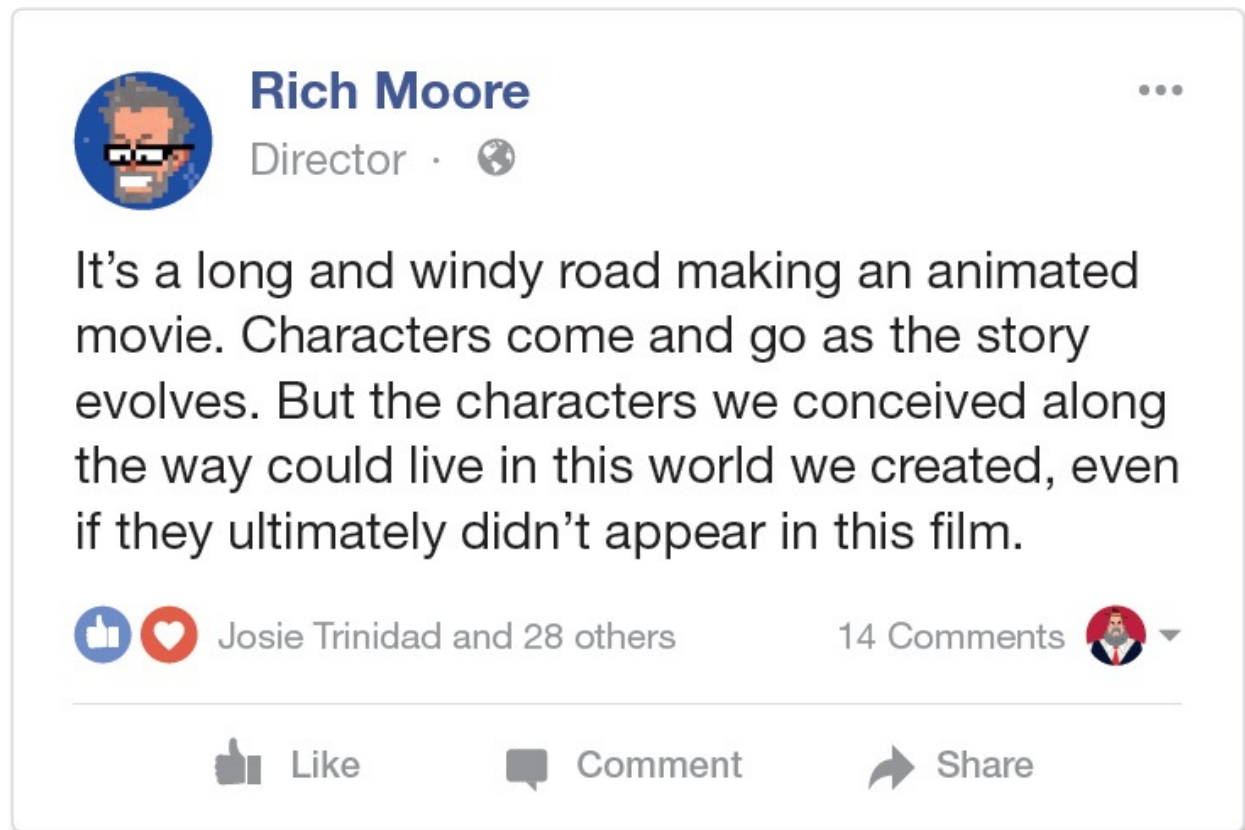 Rich Moore
Director ·
It’s a long and windy road making an animated
movie. Characters come and go as the story
evolves. But the characters we conceived along
the way could live in this world we created, even
if they ultimately didn’t appear in this film.
Josie Trinidad and 28 others 14 Comments
Like Comment Share